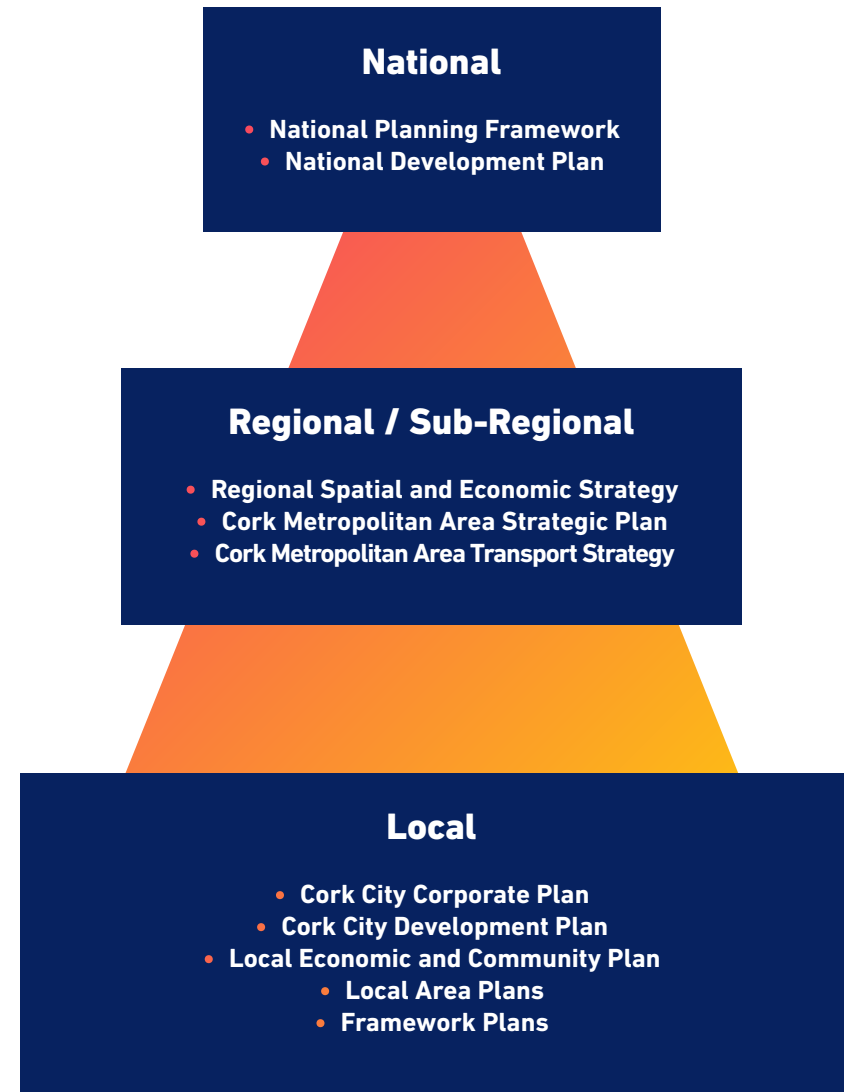 National
• National Planning Framework
• National Development Plan
Regional / Sub-Regional
• Regional Spatial and Economic Strategy
• Cork Metropolitan Area Strategic Plan
• Cork Metropolitan Area Transport Strategy
Local
• Cork City Corporate Plan
• Cork City Development Plan
• Local Economic and Community Plan
• Local Area Plans
• Framework Plans